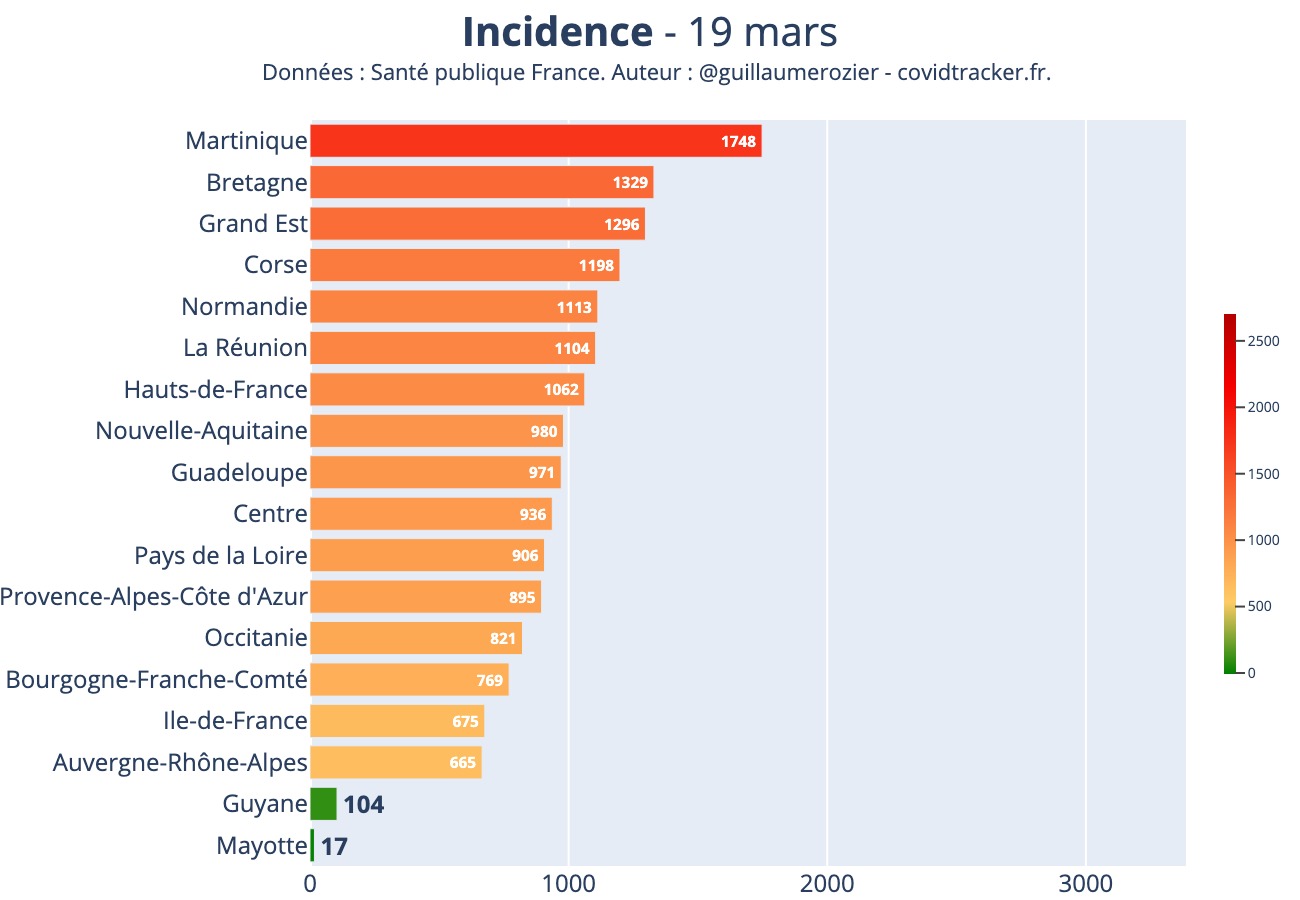 Incidence - 19 mars
Données : Santé publique France. Auteur : @guillaumerozier - covidtracker.fr.
Martinique 1748
Bretagne 1329
Grand Est 1296
Corse 1198
Normandie 1113
La Réunion 1104
Hauts-de-France 1062
Nouvelle-Aquitaine 980
Guadeloupe 971
Centre 936
Pays de la Loire 906
Provence-Alpes-Côte d'Azur 895
Occitanie 821
Bourgogne-Franche-Comté 769
Ile-de-France 675
Auvergne-Rhône-Alpes 665
Guyane 104
Mayotte 17
0 1000 2000 3000
2500
2000
1500
1000
500
0